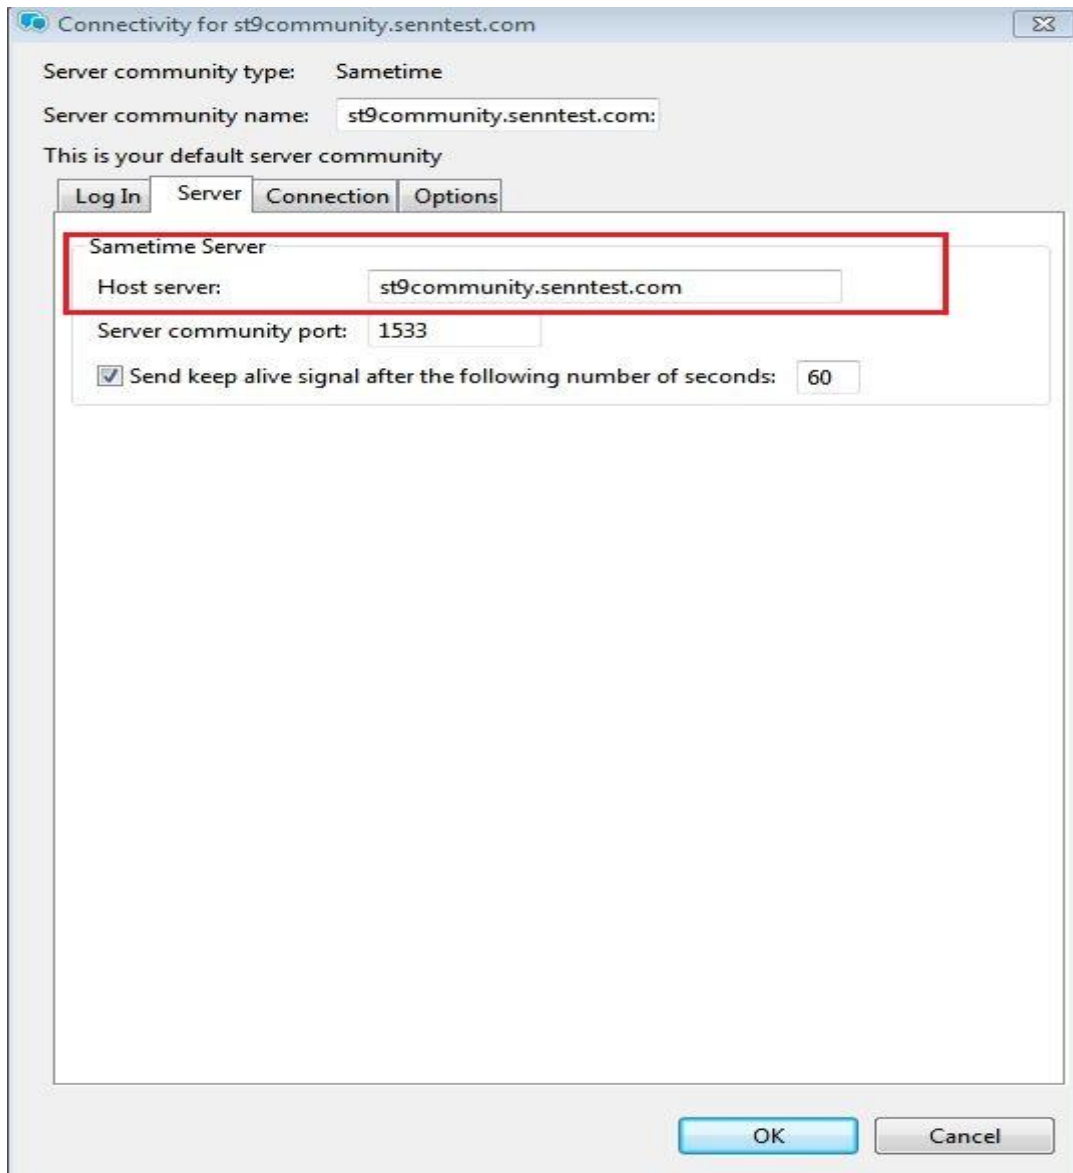 Connectivity for st9community.senntest.com
Server community type: Sametime
Server community name: st9community.senntest.com:
This is your default server community
Log In Server Connection Options
Sametime Server
Host server: st9community.senntest.com
Server community port: 1533
Send keep alive signal after the following number of seconds: 60
OK Cancel